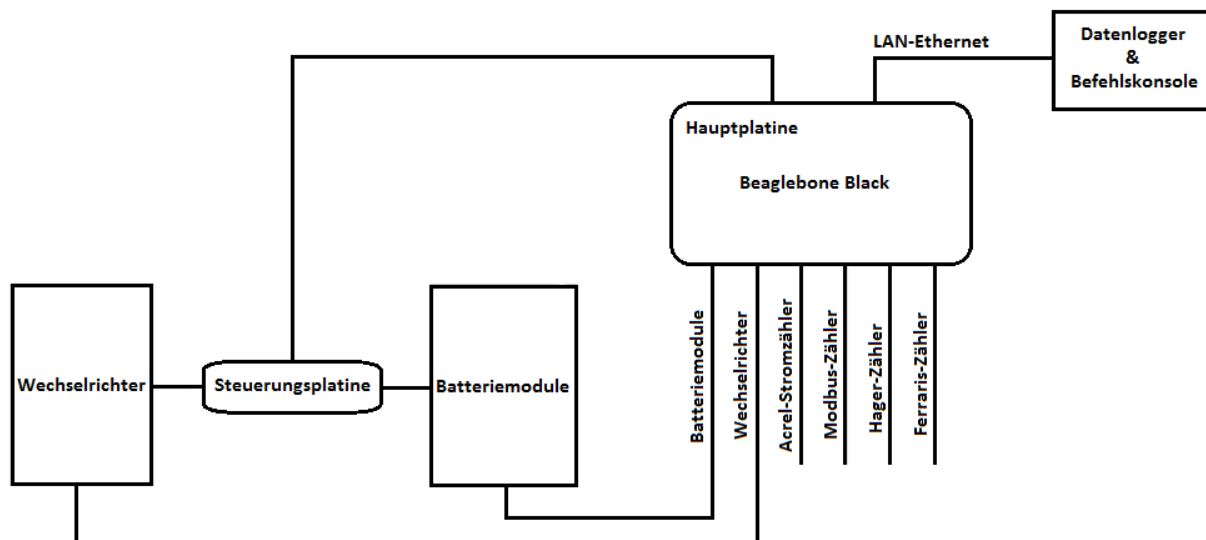 LAN-Ethernet
Datenlogger
&
Befehlskonsole
Hauptplatine
Beaglebone Black
Wechselrichter
Steuerungsplatine
Batteriemodule
Batteriemodule
Wechselrichter
Acrel-Stromzähler
Modbus-Zähler
Hager-Zähler
Ferraris-Zähler